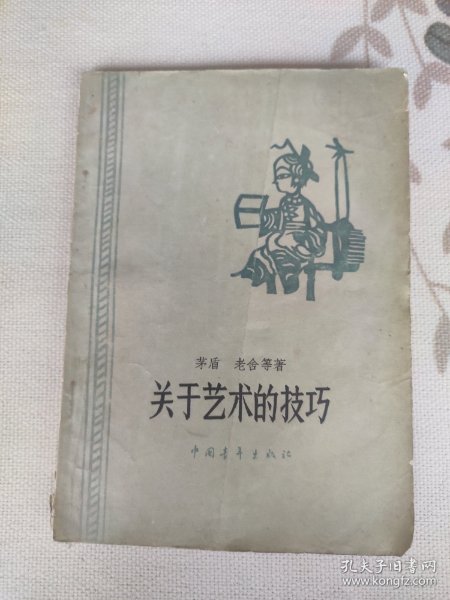 茅盾 老舍等著
关于艺术的技巧
中国青年出版社
孔夫子旧书网
www.kongfz.com